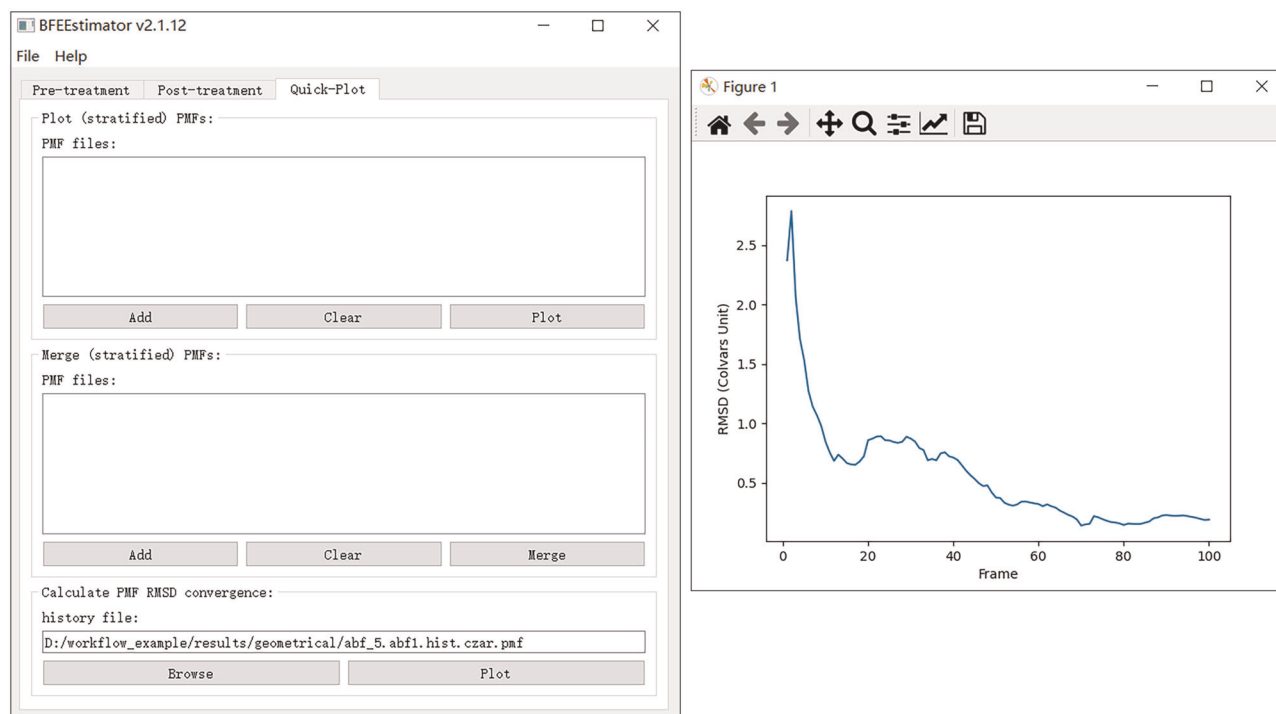 BFEEstimator v2.1.12
File Help
Pre-treatment Post-treatment Quick-Plot
Plot (stratified) PMFs:
PMF files:
Add Clear Plot
Merge (stratified) PMFs:
PMF files:
Add Clear Merge
Calculate PMF RMSD convergence:
history file:
D:/workflow_example/results/geometrical/abf_5.abf1.hist.czar.pmf
Browse Plot
Figure 1
RMSD (Colvars Unit)
2.5
2.0
1.5
1.0
0.5
0 20 40 60 80 100
Frame